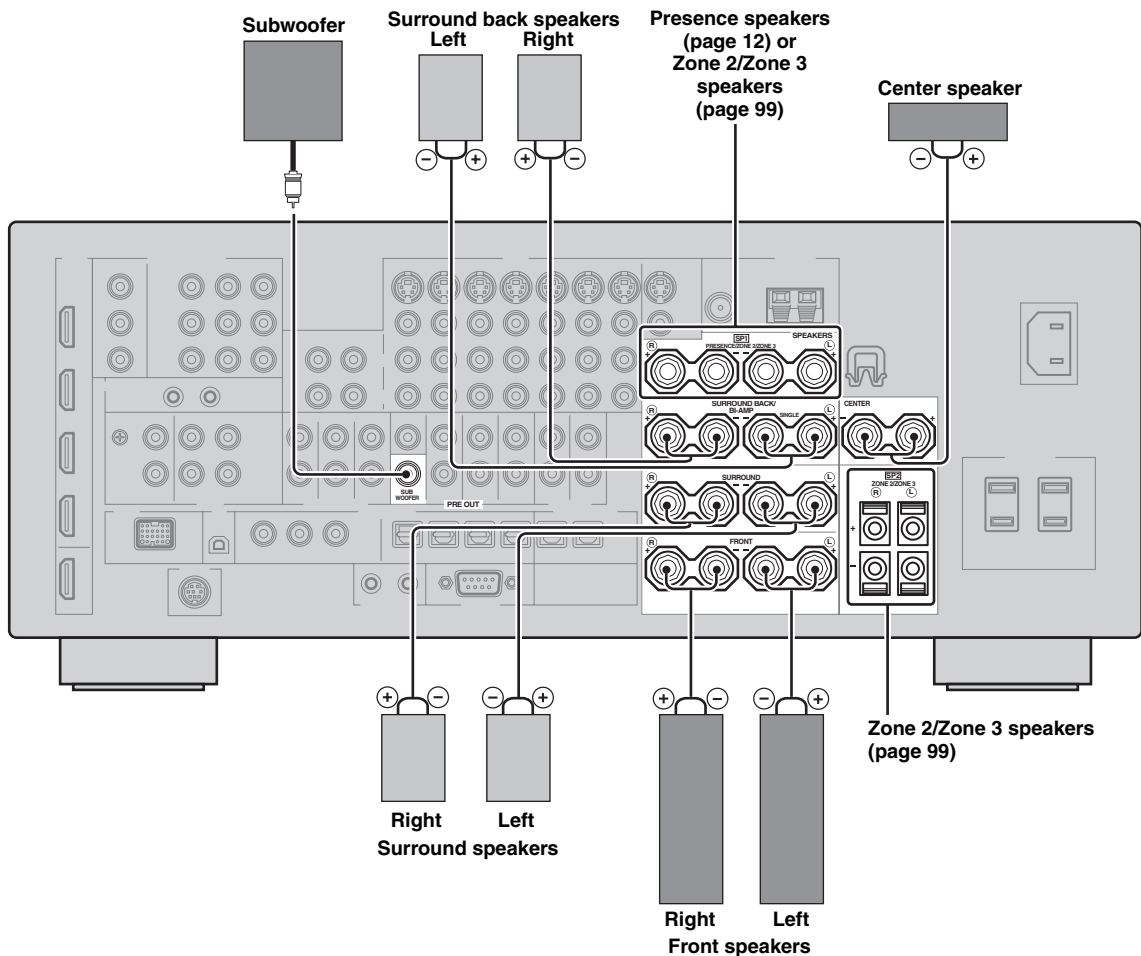 Subwoofer
Surround back speakers
Left
Right
Presence speakers
(page 12) or
Zone 2/Zone 3
speakers
(page 99)
Center speaker
− +
+ −
− +
SP1
SPEAKERS
R
PRESENCE/ZONE 2/ZONE 3
L
+ − − +
R
SURROUND BACK/
BI-AMP
SINGLE
L
+ − − +
CENTER
− +
R
SURROUND
L
+ − − +
SP2
ZONE 2/ZONE 3
R L
+
−
SUB
WOOFER
PRE OUT
R
FRONT
L
+ − − +
+ −
− +
+ −
− +
Zone 2/Zone 3 speakers
(page 99)
Right
Left
Surround speakers
Right
Left
Front speakers